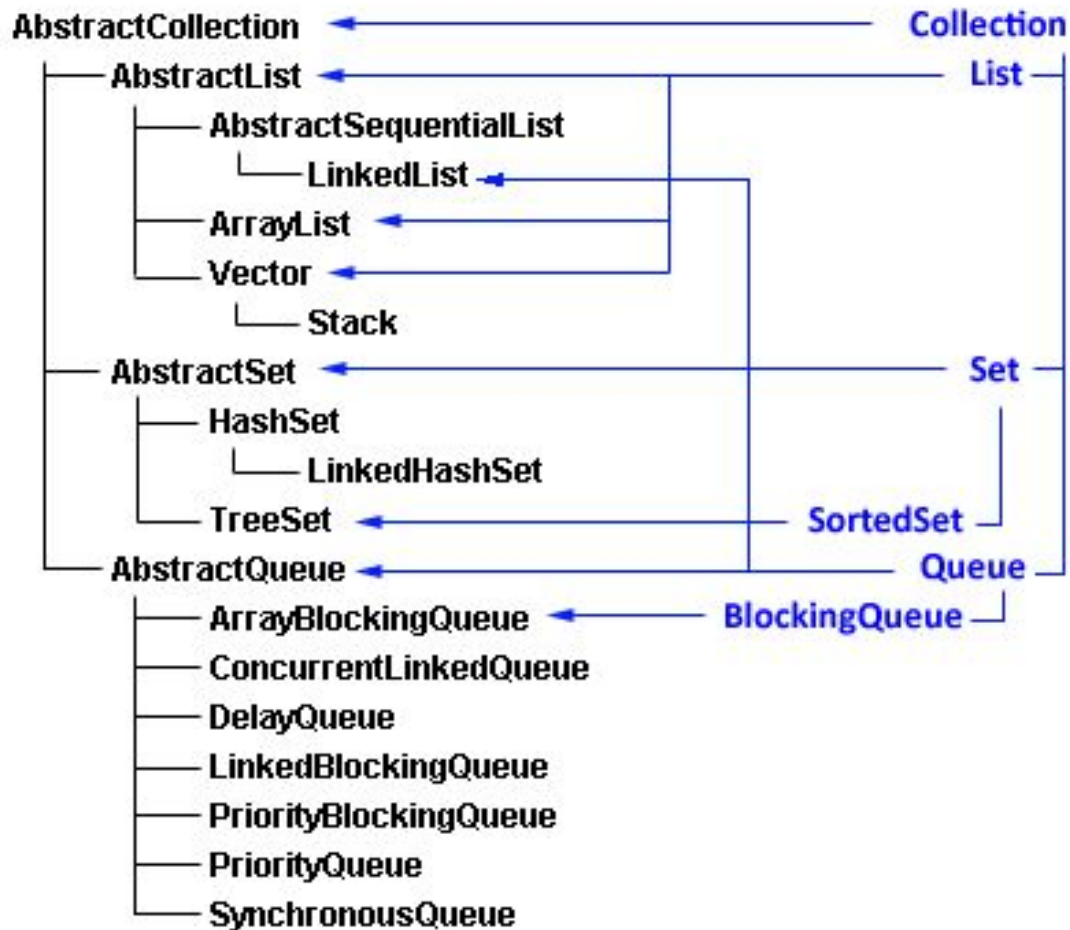 AbstractCollection Collection
AbstractList List
AbstractSequentialList
LinkedList
ArrayList
Vector
Stack
AbstractSet Set
HashSet
LinkedHashSet
TreeSet SortedSet
AbstractQueue Queue
ArrayBlockingQueue BlockingQueue
ConcurrentLinkedQueue
DelayQueue
LinkedBlockingQueue
PriorityBlockingQueue
PriorityQueue
SynchronousQueue